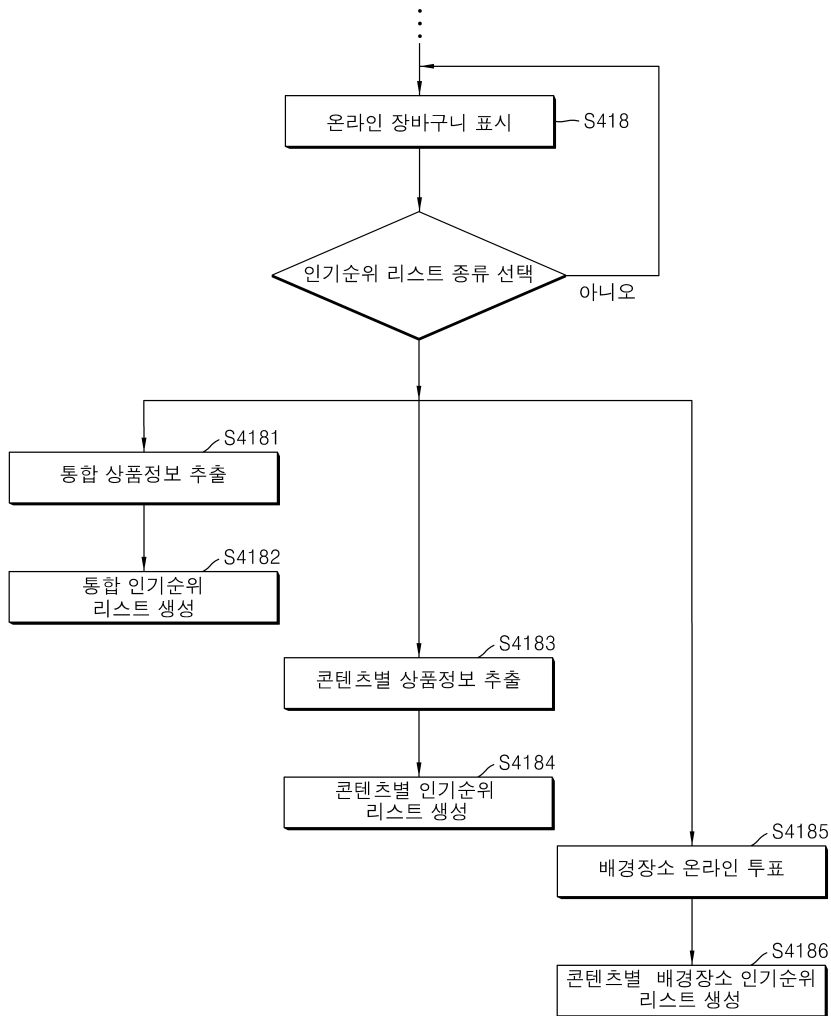 온라인 장바구니 표시
S418
인기순위 리스트 종류 선택
아니오
S4181
통합 상품정보 추출
S4182
통합 인기순위
리스트 생성
S4183
콘텐츠별 상품정보 추출
S4184
콘텐츠별 인기순위
리스트 생성
S4185
배경장소 온라인 투표
S4186
콘텐츠별 배경장소 인기순위
리스트 생성